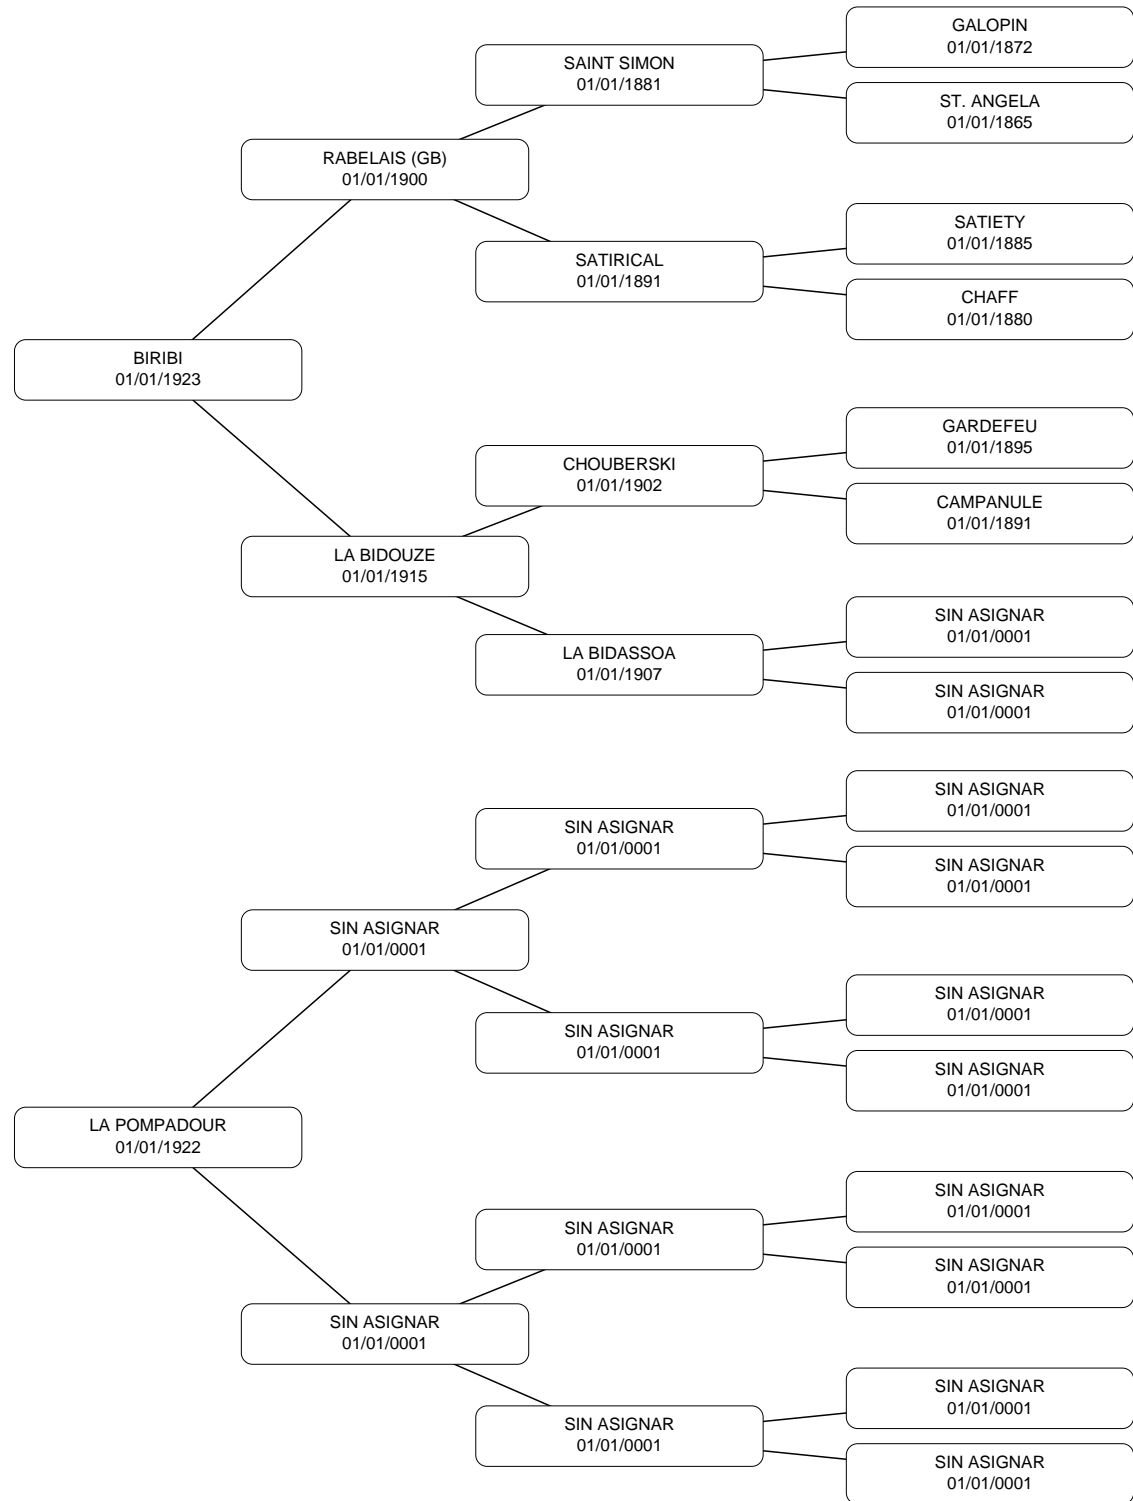 GALOPIN
01/01/1872
SAINT SIMON
01/01/1881
ST. ANGELA
01/01/1865
RABELAIS (GB)
01/01/1900
SATIETY
01/01/1885
SATIRICAL
01/01/1891
CHAFF
01/01/1880
BIRIBI
01/01/1923
GARDEFEU
01/01/1895
CHOUBERSKI
01/01/1902
CAMPANULE
01/01/1891
LA BIDOUZE
01/01/1915
SIN ASIGNAR
01/01/0001
LA BIDASSOA
01/01/1907
SIN ASIGNAR
01/01/0001
SIN ASIGNAR
01/01/0001
SIN ASIGNAR
01/01/0001
SIN ASIGNAR
01/01/0001
SIN ASIGNAR
01/01/0001
SIN ASIGNAR
01/01/0001
SIN ASIGNAR
01/01/0001
SIN ASIGNAR
01/01/0001
LA POMPADOUR
01/01/1922
SIN ASIGNAR
01/01/0001
SIN ASIGNAR
01/01/0001
SIN ASIGNAR
01/01/0001
SIN ASIGNAR
01/01/0001
SIN ASIGNAR
01/01/0001
SIN ASIGNAR
01/01/0001
SIN ASIGNAR
01/01/0001